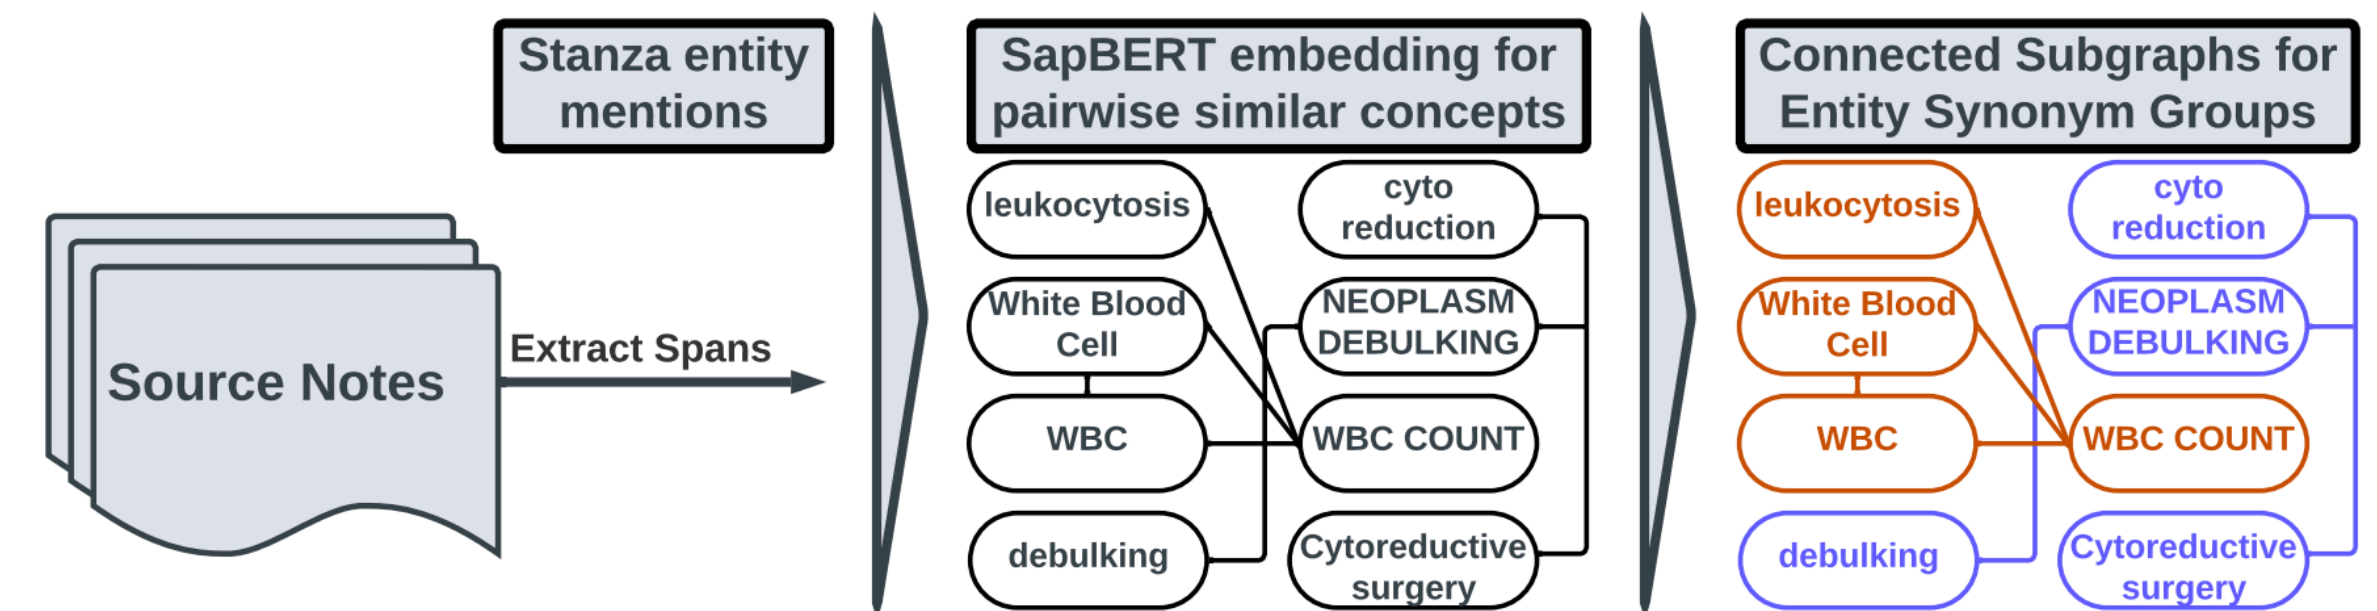 Stanza entity
mentions
Source Notes
Extract Spans
SapBERT embedding for
pairwise similar concepts
leukocytosis
cyto
reduction
White Blood
Cell
NEOPLASM
DEBULKING
WBC
WBC COUNT
debulking
Cytoreductive
surgery
Connected Subgraphs for
Entity Synonym Groups
leukocytosis
cyto
reduction
White Blood
Cell
NEOPLASM
DEBULKING
WBC
WBC COUNT
debulking
Cytoreductive
surgery